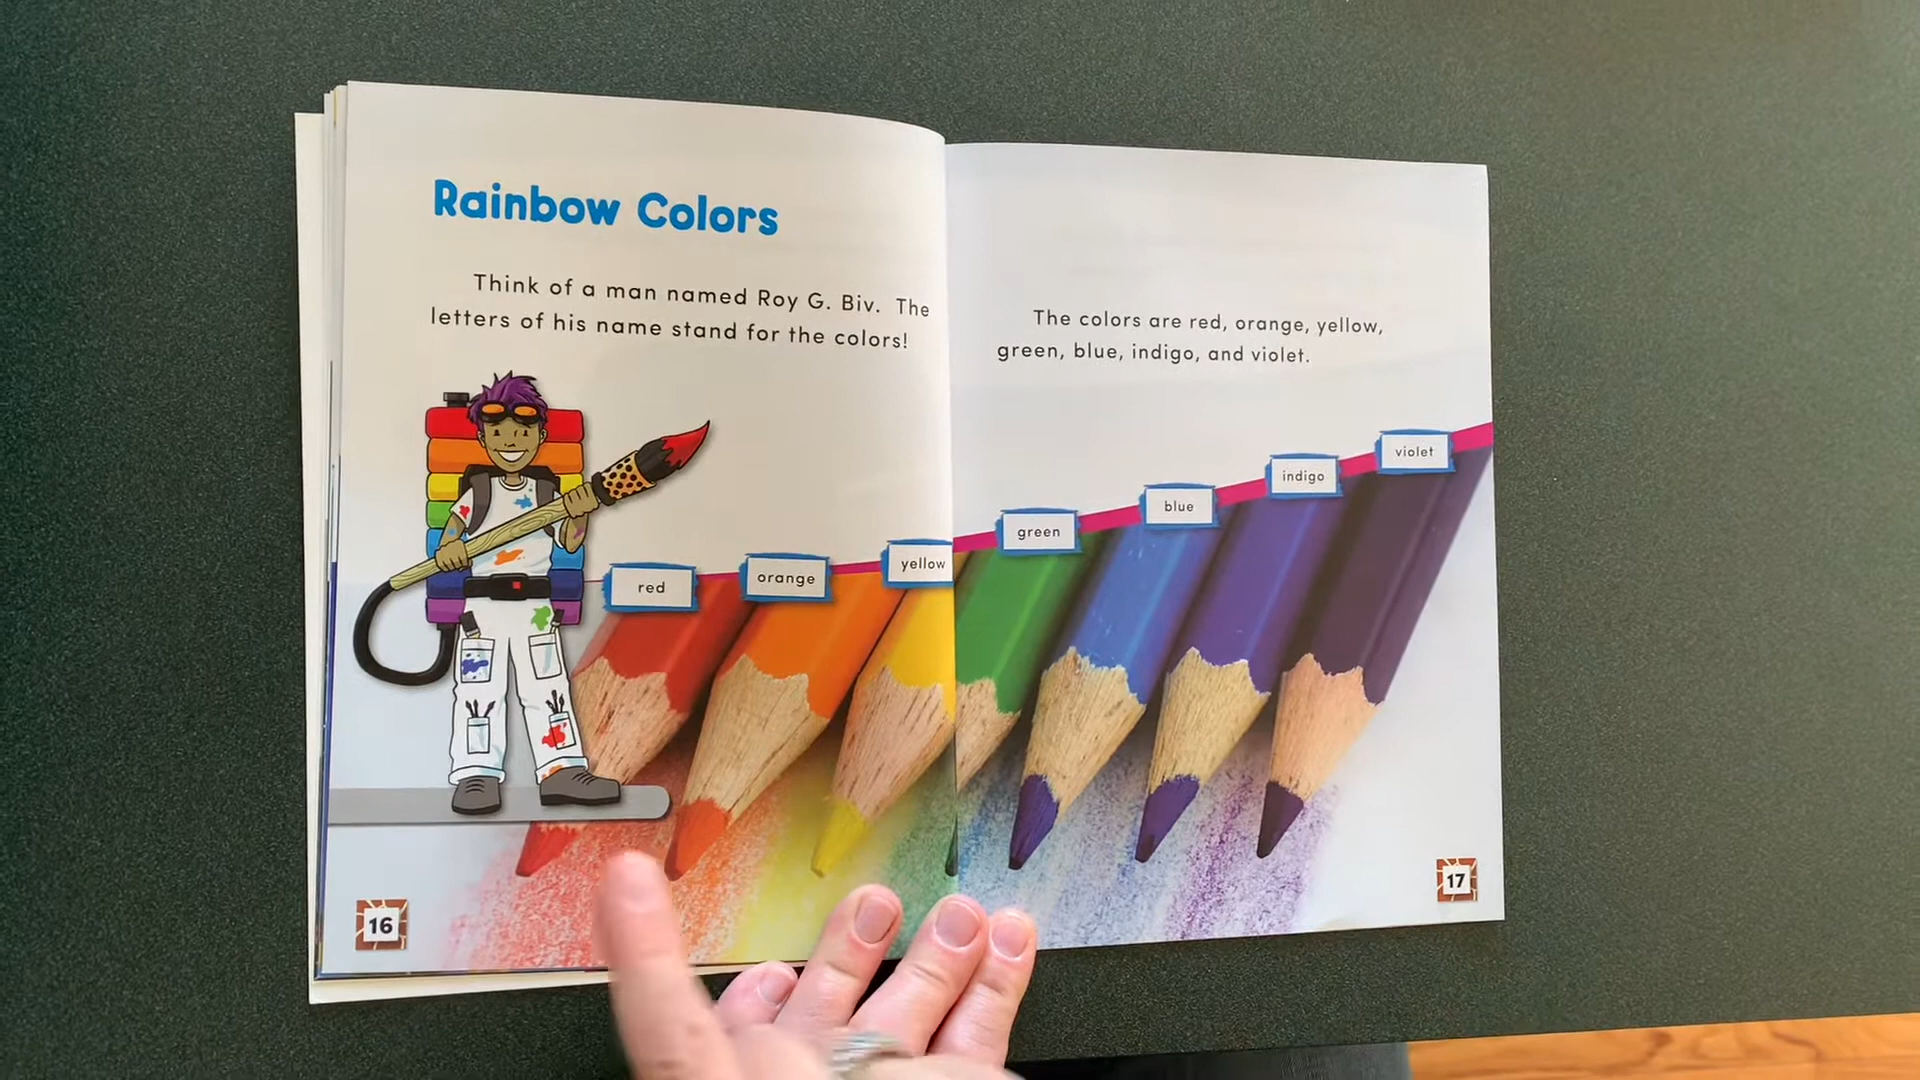 Rainbow Colors
Think of a man named Roy G. Biv. The
letters of his name stand for the colors!
red
orange
yellow
16
The colors are red, orange, yellow,
green, blue, indigo, and violet.
green
blue
indigo
violet
17